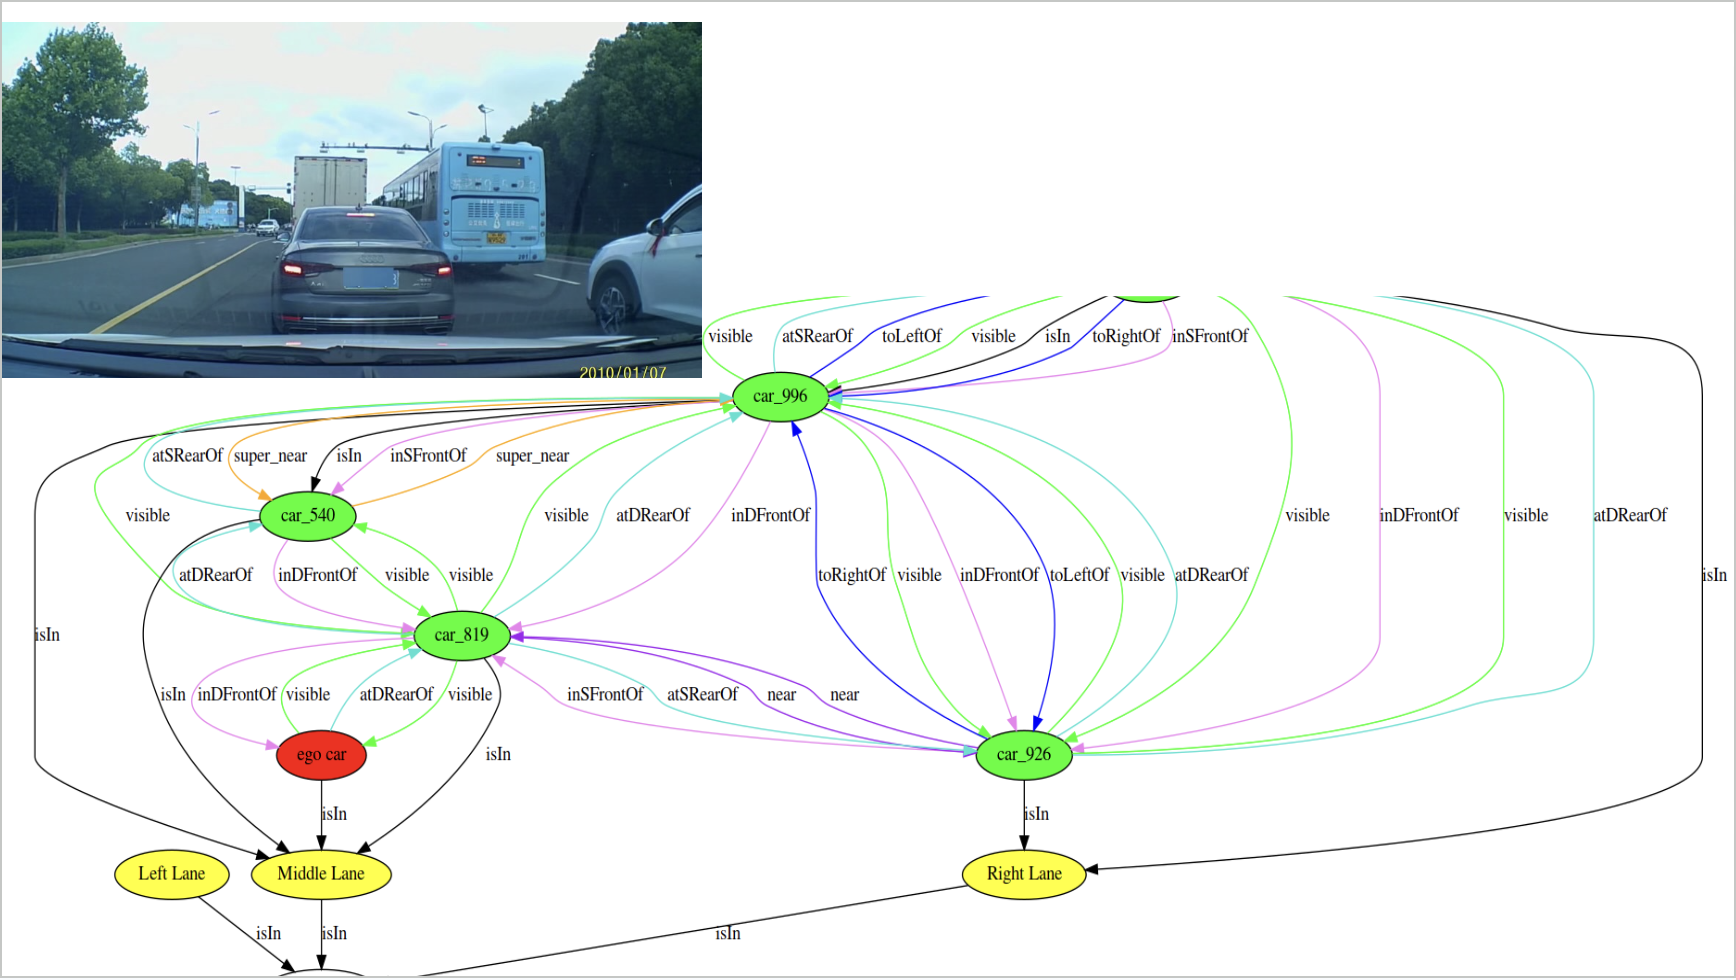 2010/01/07
visible
atSRearOf
toLeftOf
visible
isIn
toRightOf
inSFrontOf
car_996
atSRearOf
super_near
isIn
inSFrontOf
super_near
car_540
visible
visible
atDRearOf
inDFrontOf
visible
inDFrontOf
visible
atDRearOf
atDRearOf
inDFrontOf
visible
visible
toRightOf
visible
inDFrontOf
toLeftOf
visible
atDRearOf
isIn
isIn
car_819
isIn
inDFrontOf
visible
atDRearOf
visible
inSFrontOf
atSRearOf
near
near
ego car
isIn
car_926
isIn
isIn
Left Lane
Middle Lane
Right Lane
isIn
isIn
isIn